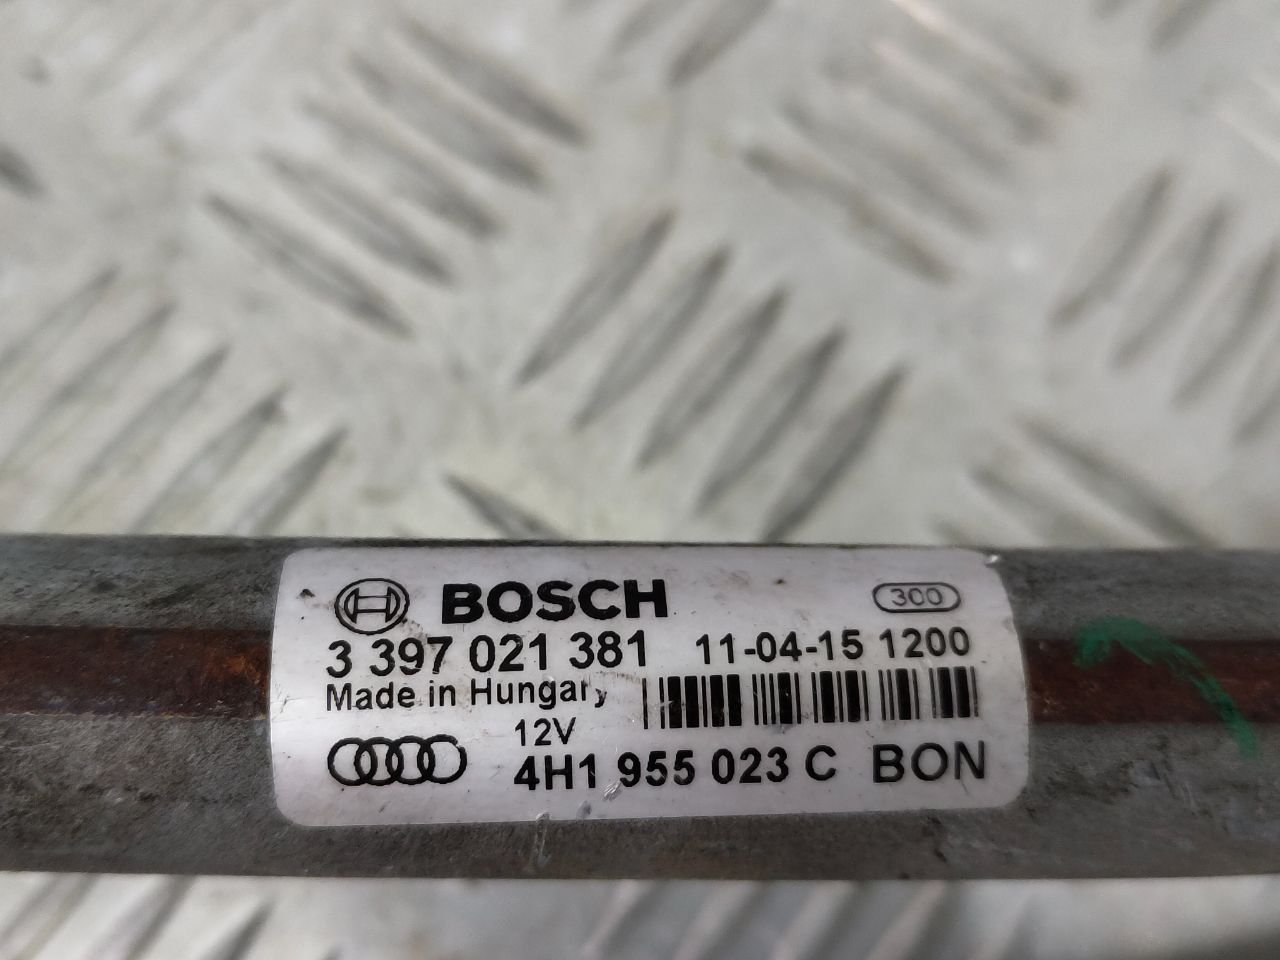 BOSCH 300
3 397 021 381 11-04-15 1200
Made in Hungary
12V
4H1 955 023 C BON